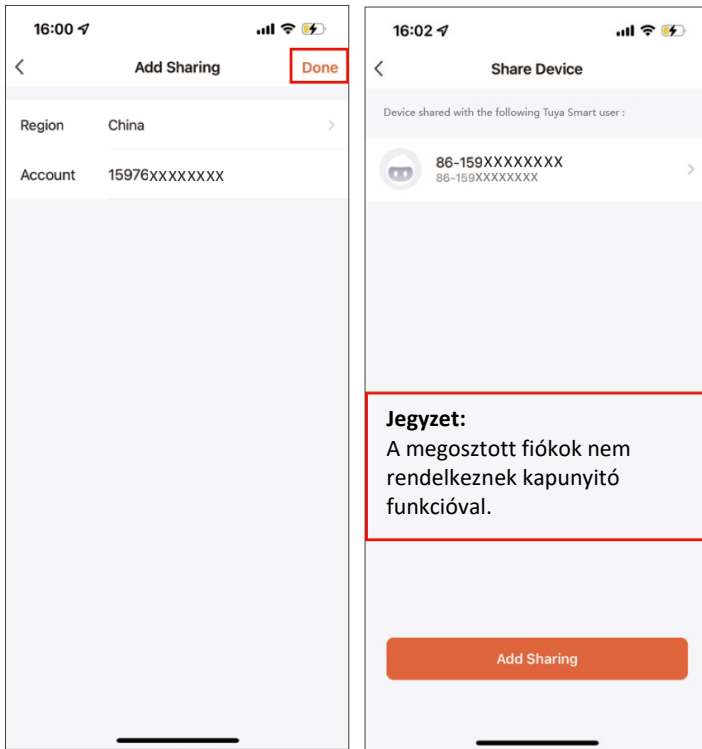 16:00
Add Sharing
Done
Region China
Account 15976XXXXXXXX
16:02
Share Device
Device shared with the following Tuya Smart user :
86-159XXXXXXXX
86-159XXXXXXXX
Jegyzet:
A megosztott fiókok nem
rendelkeznek kapunyitó
funkcióval.
Add Sharing